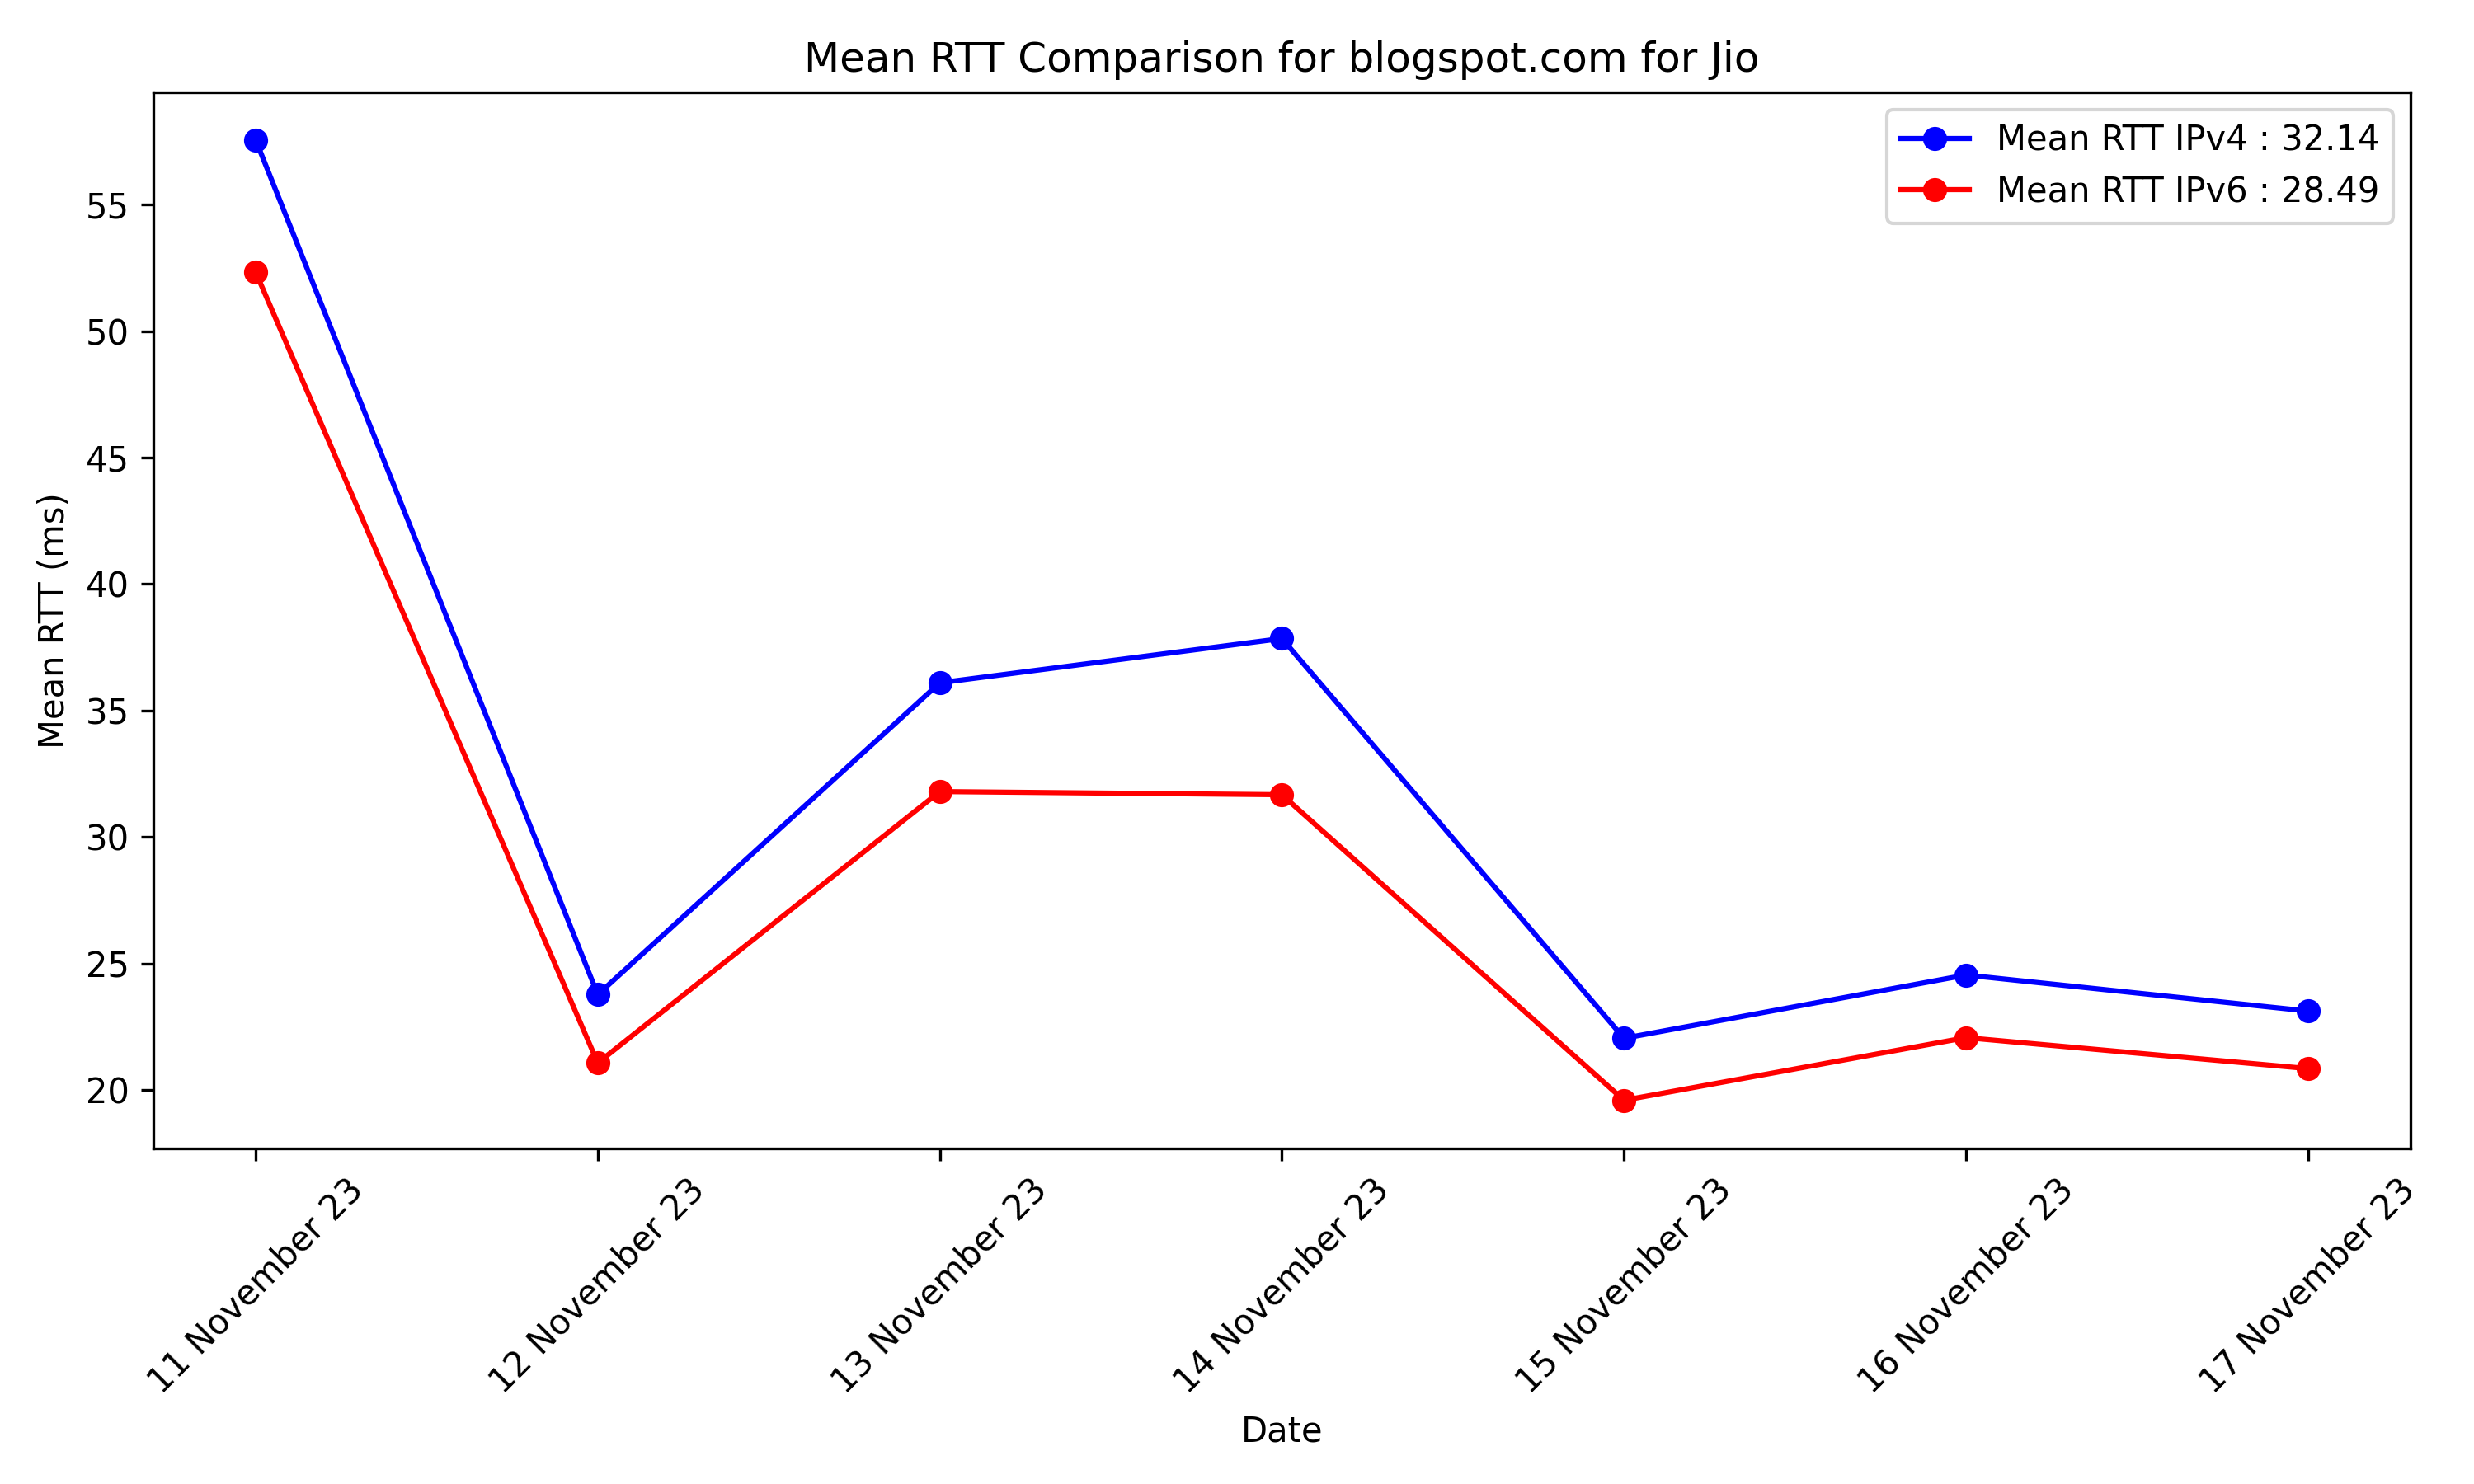 Mean RTT Comparison for blogspot.com for Jio
Mean RTT IPv4 : 32.14
Mean RTT IPv6 : 28.49
Mean RTT (ms)
55
50
45
40
35
30
25
20
11 November 23
12 November 23
13 November 23
14 November 23
15 November 23
16 November 23
17 November 23
Date